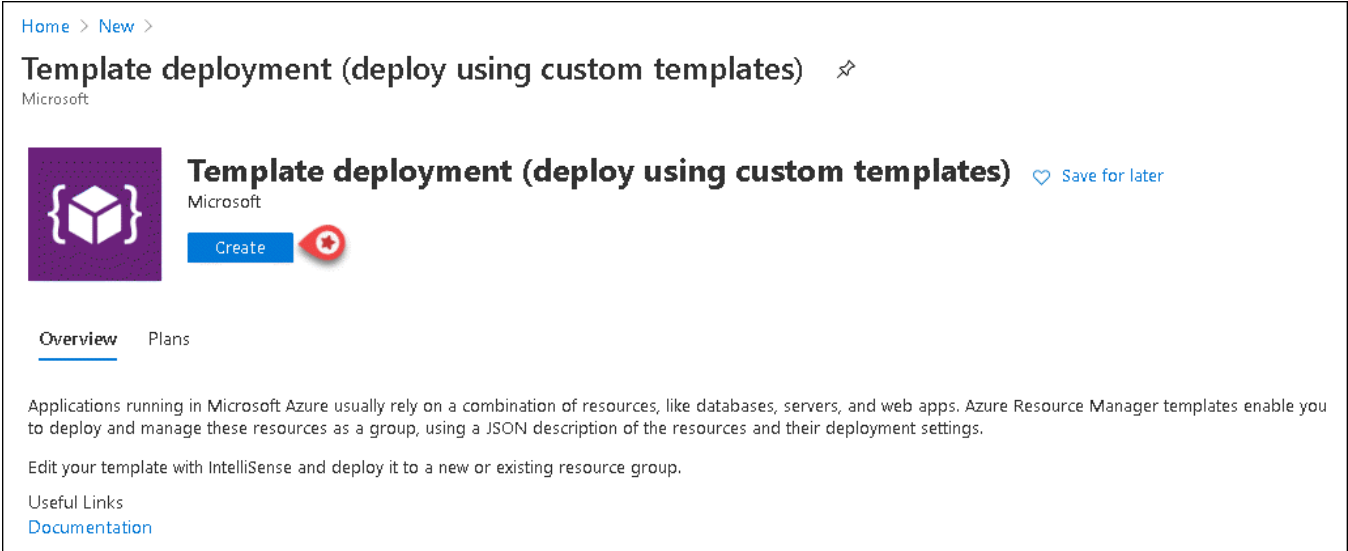 Home > New >
Template deployment (deploy using custom templates)
Microsoft
Template deployment (deploy using custom templates)
Save for later
Microsoft
Create
Overview Plans
Applications running in Microsoft Azure usually rely on a combination of resources, like databases, servers, and web apps. Azure Resource Manager templates enable you
to deploy and manage these resources as a group, using a JSON description of the resources and their deployment settings.
Edit your template with IntelliSense and deploy it to a new or existing resource group.
Useful Links
Documentation